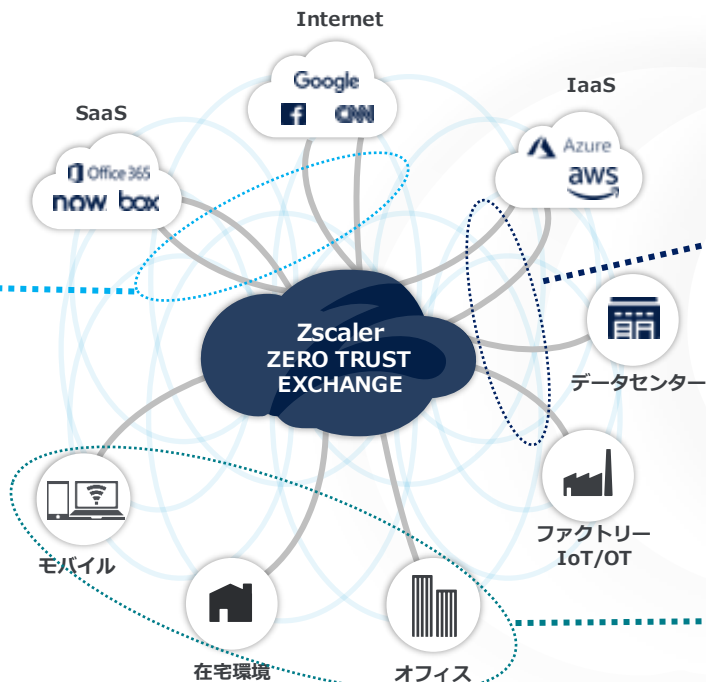 Internet
Google
f CNN
SaaS
Office 365
now box
IaaS
Azure
aws
Zscaler
ZERO TRUST
EXCHANGE
データセンター
ファクトリー
IoT/OT
モバイル
在宅環境
オフィス